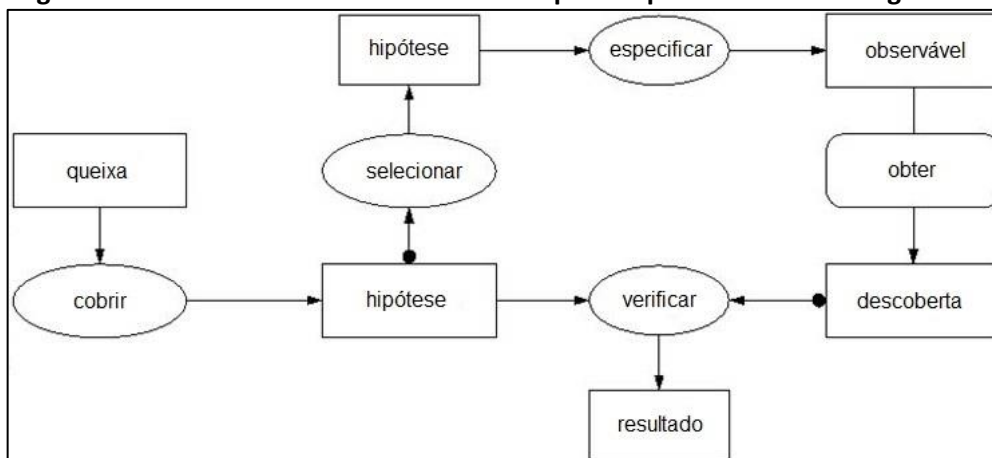 hipótese
especificar
observável
queixa
selecionar
obter
cobrir
hipótese
verificar
descoberta
resultado